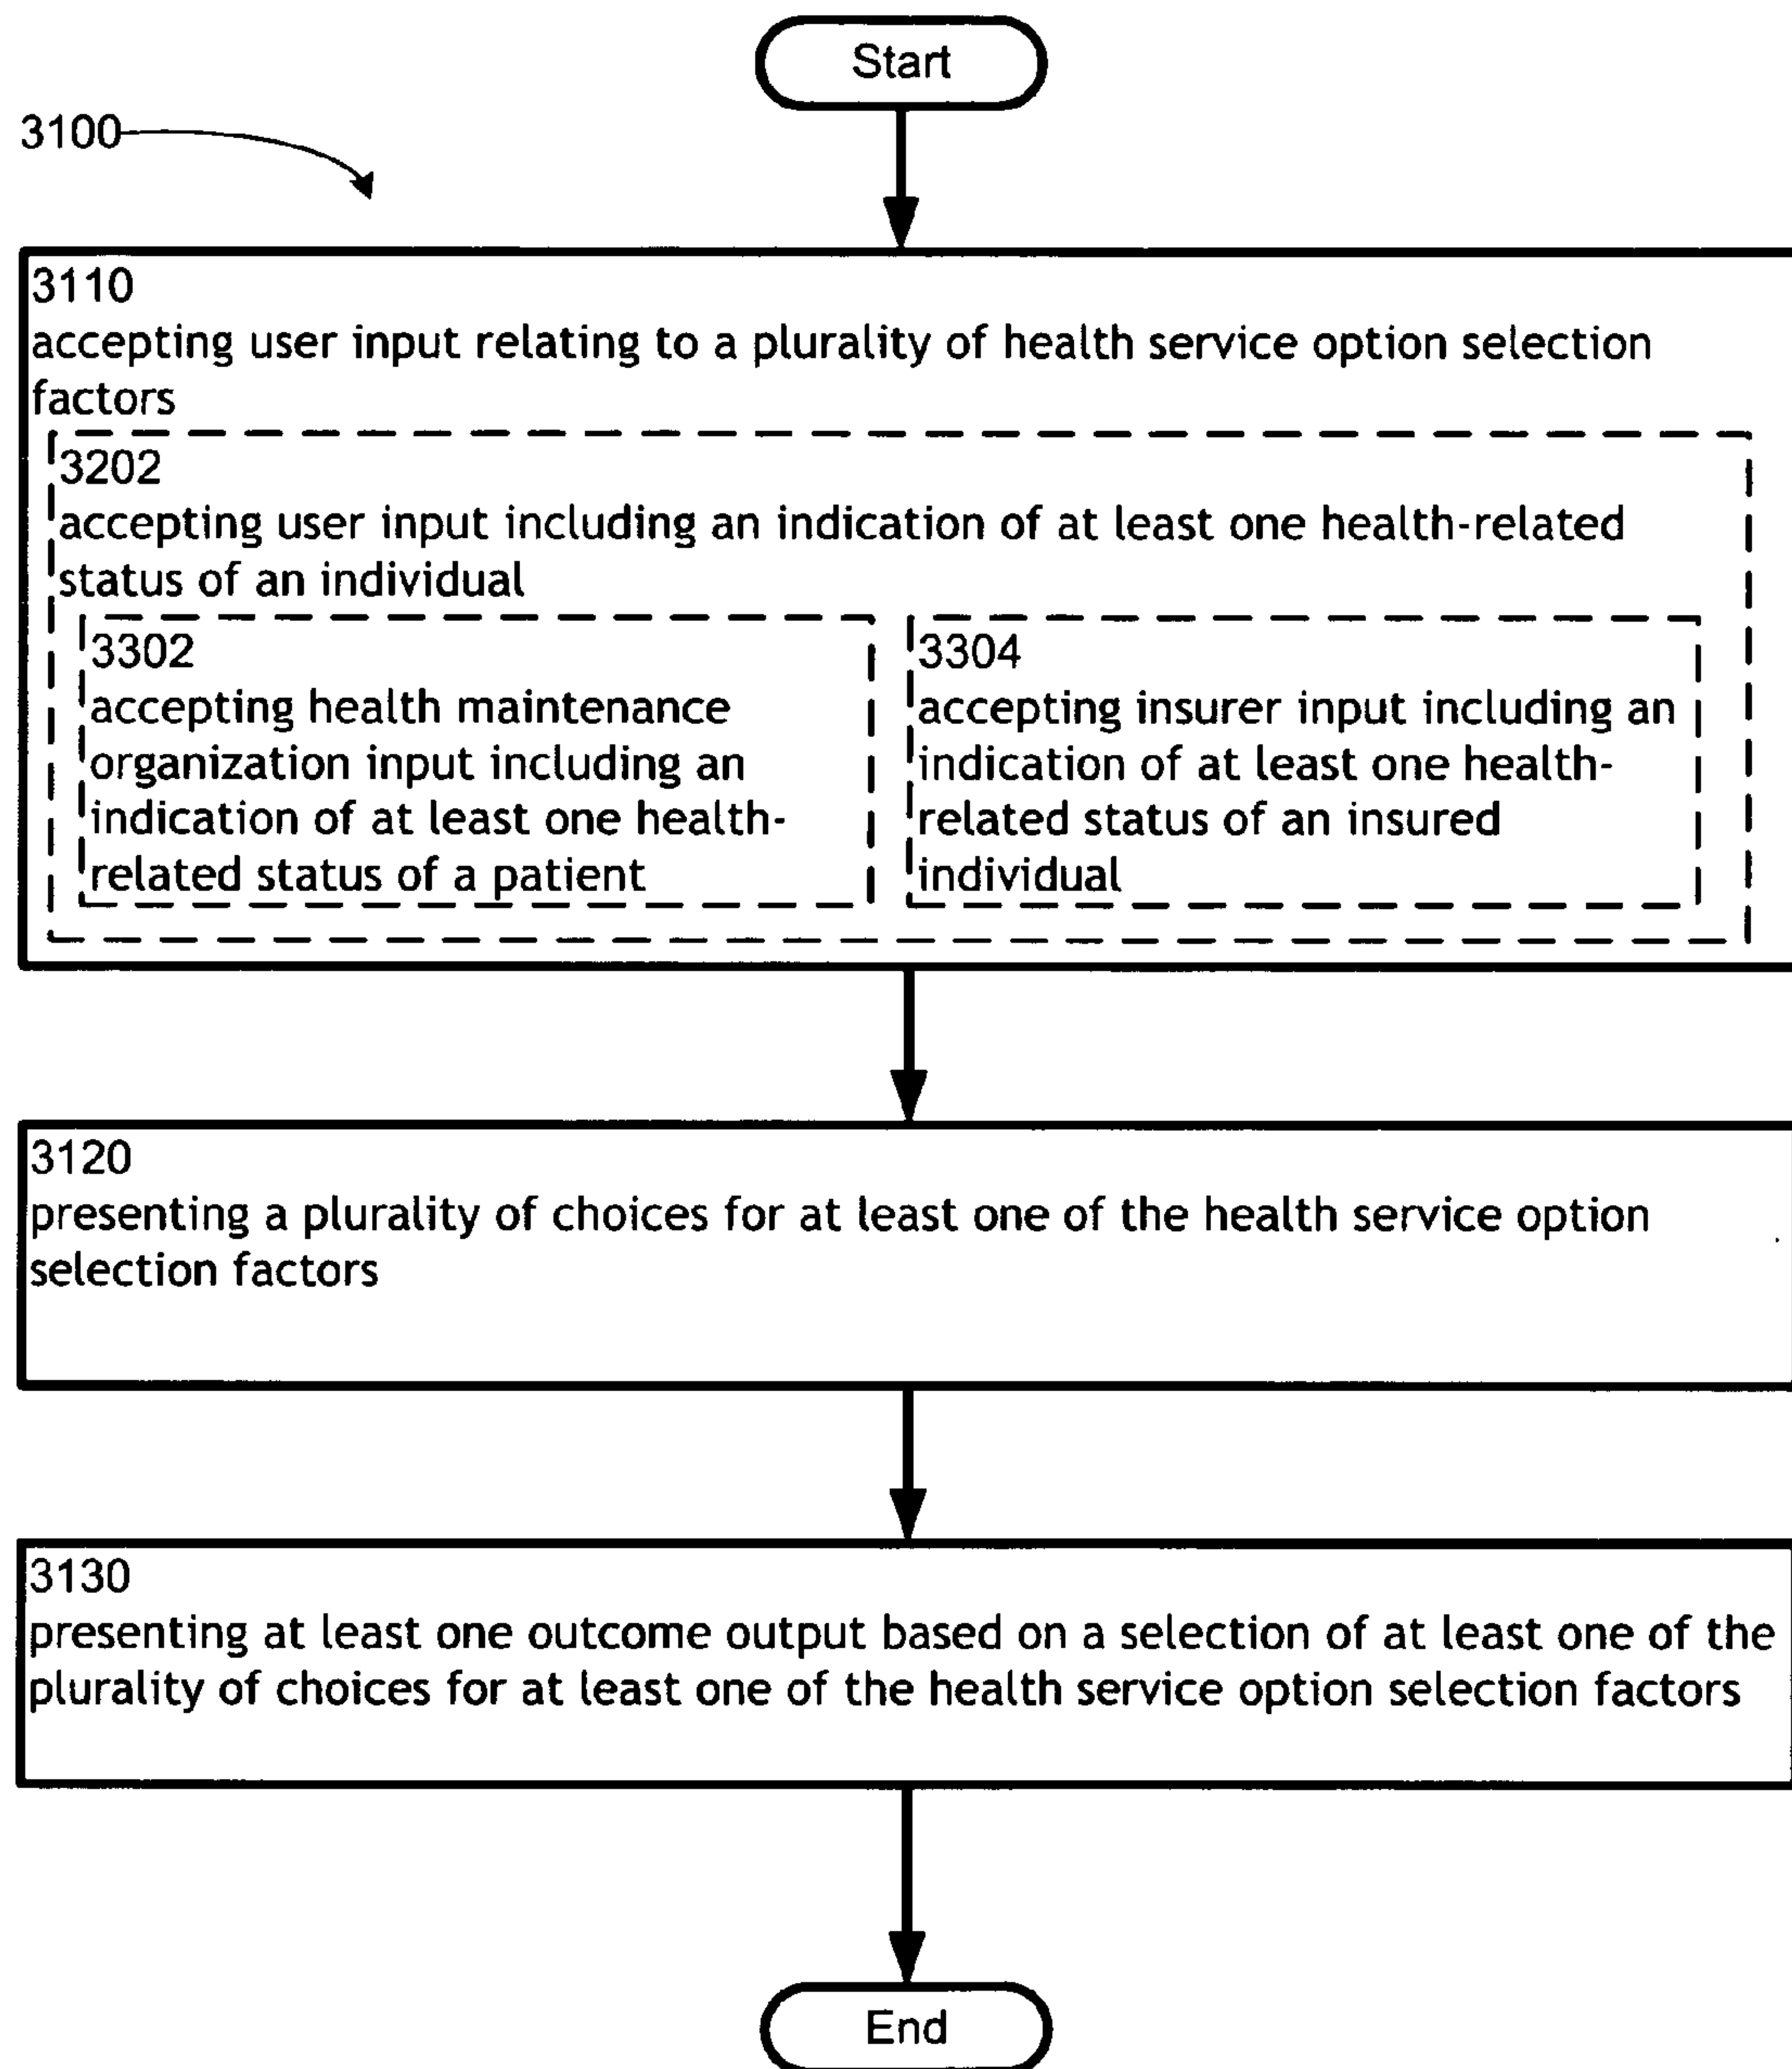 Start
3100
3110
accepting user input relating to a plurality of health service option selection
factors
3202
accepting user input including an indication of at least one health-related
status of an individual
3302
accepting health maintenance
organization input including an
indication of at least one health-
related status of a patient
3304
accepting insurer input including an
indication of at least one health-
related status of an insured
individual
3120
presenting a plurality of choices for at least one of the health service option
selection factors
3130
presenting at least one outcome output based on a selection of at least one of the
plurality of choices for at least one of the health service option selection factors
End